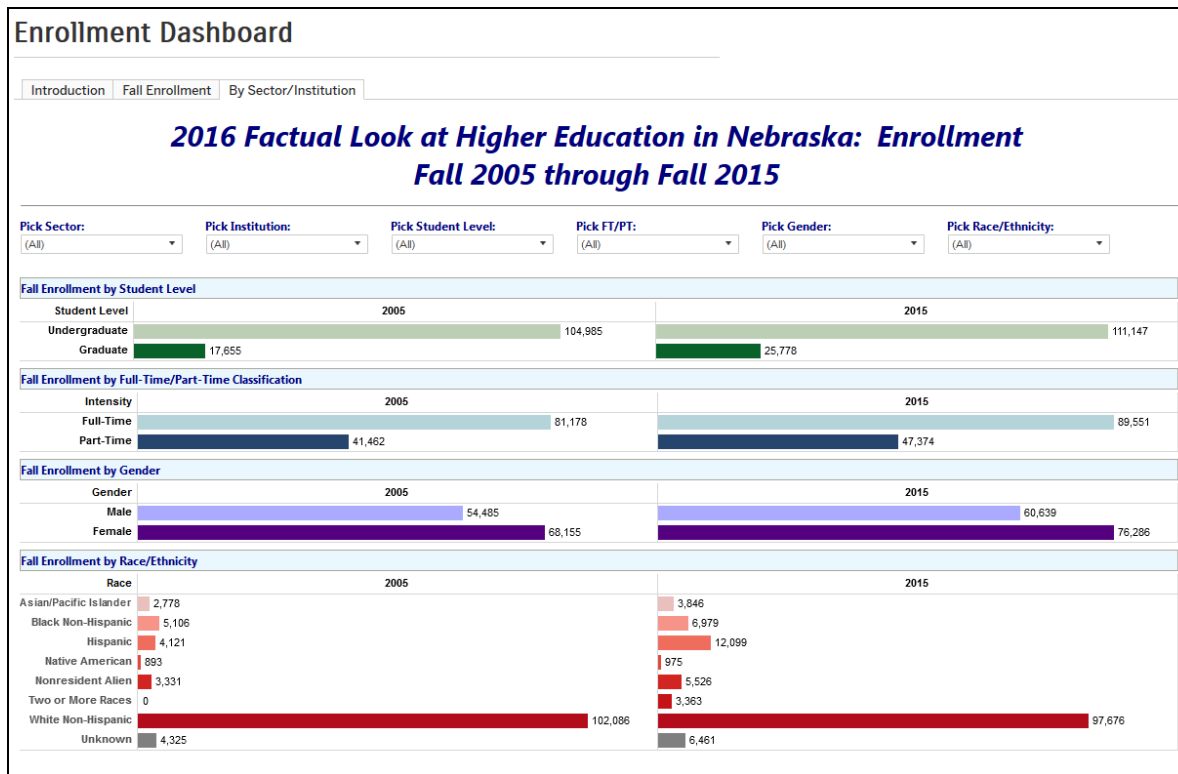 Enrollment Dashboard
Introduction Fall Enrollment By Sector/Institution
2016 Factual Look at Higher Education in Nebraska: Enrollment
Fall 2005 through Fall 2015
Pick Sector: Pick Institution: Pick Student Level: Pick FT/PT: Pick Gender: Pick Race/Ethnicity:
(All) (All) (All) (All) (All) (All)
Fall Enrollment by Student Level
Student Level 2005 2015
Undergraduate 104,985 111,147
Graduate 17,655 25,778
Fall Enrollment by Full-Time/Part-Time Classification
Intensity 2005 2015
Full-Time 81,178 89,551
Part-Time 41,462 47,374
Fall Enrollment by Gender
Gender 2005 2015
Male 54,485 60,639
Female 68,155 76,286
Fall Enrollment by Race/Ethnicity
Race 2005 2015
Asian/Pacific Islander 2,778 3,846
Black Non-Hispanic 5,106 6,979
Hispanic 4,121 12,099
Native American 893 975
Nonresident Alien 3,331 5,526
Two or More Races 0 3,363
White Non-Hispanic 102,086 97,676
Unknown 4,325 6,461